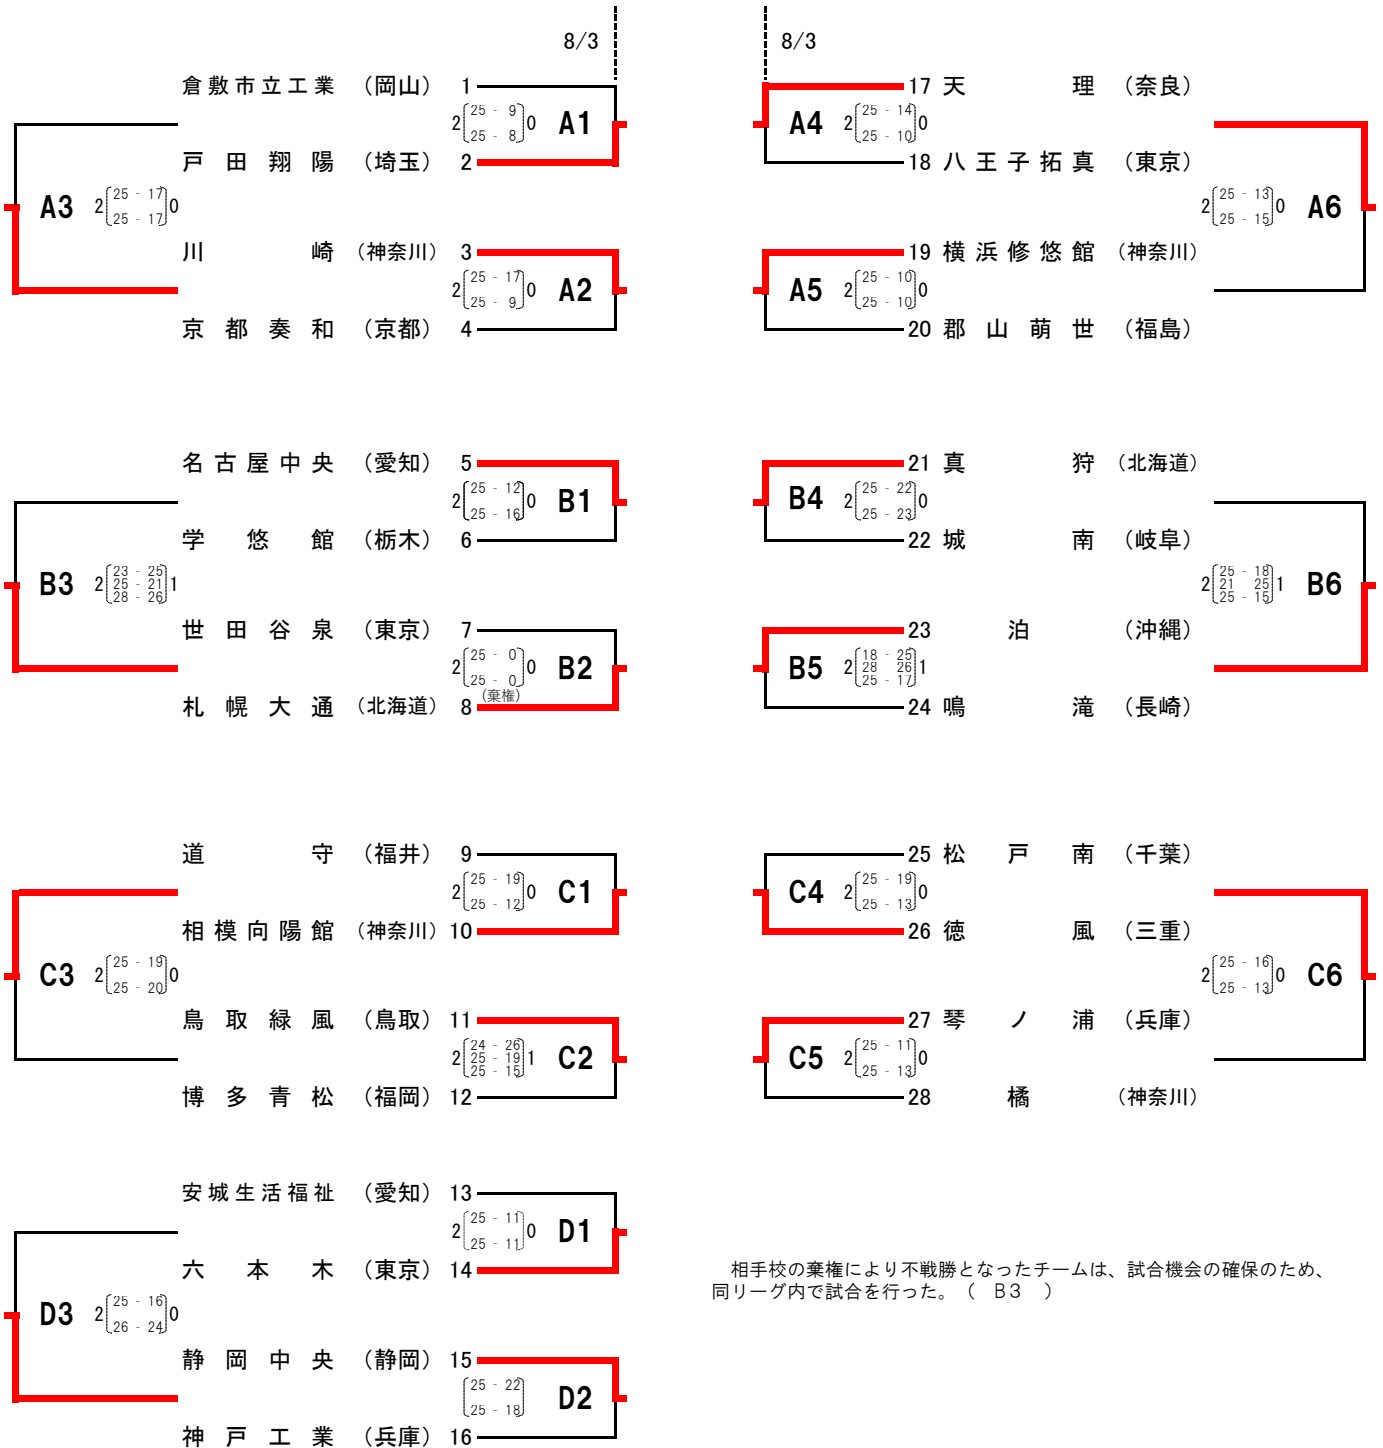 8/3
倉敷市立工業 （岡山） 1
2 25 - 9 0 A1
25 - 8
戸田翔陽 （埼玉） 2
A3 2 25 - 17 0
25 - 17
川崎 （神奈川） 3
2 25 - 17 0 A2
25 - 9
京都奏和 （京都） 4
名古屋中央 （愛知） 5
2 25 - 12 0 B1
25 - 16
学悠館 （栃木） 6
B3 2 23 - 25 1
25 - 21
28 - 26
世田谷泉 （東京） 7
2 25 - 0 0 B2
25 - 0
（棄権）
札幌大通 （北海道） 8
道守 （福井） 9
2 25 - 19 0 C1
25 - 12
相模向陽館 （神奈川） 10
C3 2 25 - 19 0
25 - 20
鳥取緑風 （鳥取） 11
2 24 - 26 1 C2
25 - 19
25 - 15
博多青松 （福岡） 12
安城生活福祉 （愛知） 13
2 25 - 11 0 D1
25 - 11
六本木 （東京） 14
D3 2 25 - 16 0
26 - 24
静岡中央 （静岡） 15
25 - 22 D2
25 - 18
神戸工業 （兵庫） 16
8/3
17 天理 （奈良）
A4 2 25 - 14 0
25 - 10
18 八王子拓真 （東京）
2 25 - 13 0 A6
25 - 15
19 横浜修悠館 （神奈川）
A5 2 25 - 10 0
25 - 10
20 郡山萌世 （福島）
21 真狩 （北海道）
B4 2 25 - 22 0
25 - 23
22 城南 （岐阜）
2 25 - 18 1 B6
21 25
25 - 15
23 泊 （沖縄）
B5 2 18 - 25 1
28 26
25 - 17
24 鳴滝 （長崎）
25 松戸南 （千葉）
C4 2 25 - 19 0
25 - 13
26 徳風 （三重）
2 25 - 16 0 C6
25 - 13
27 琴ノ浦 （兵庫）
C5 2 25 - 11 0
25 - 13
28 橘 （神奈川）
相手校の棄権により不戦勝となったチームは、試合機会の確保のため、
同リーグ内で試合を行った。（ B3 ）